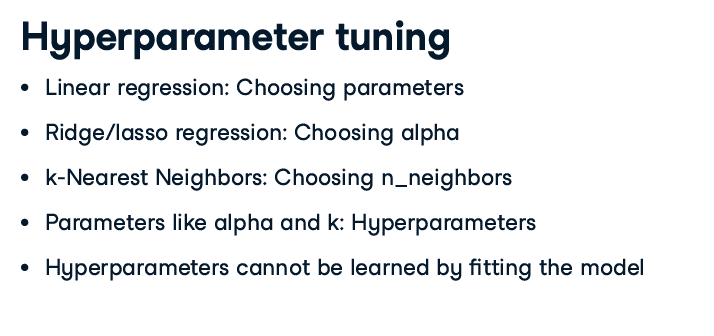 Hyperparameter tuning
• Linear regression: Choosing parameters
• Ridge/lasso regression: Choosing alpha
• k-Nearest Neighbors: Choosing n_neighbors
• Parameters like alpha and k: Hyperparameters
• Hyperparameters cannot be learned by fitting the model